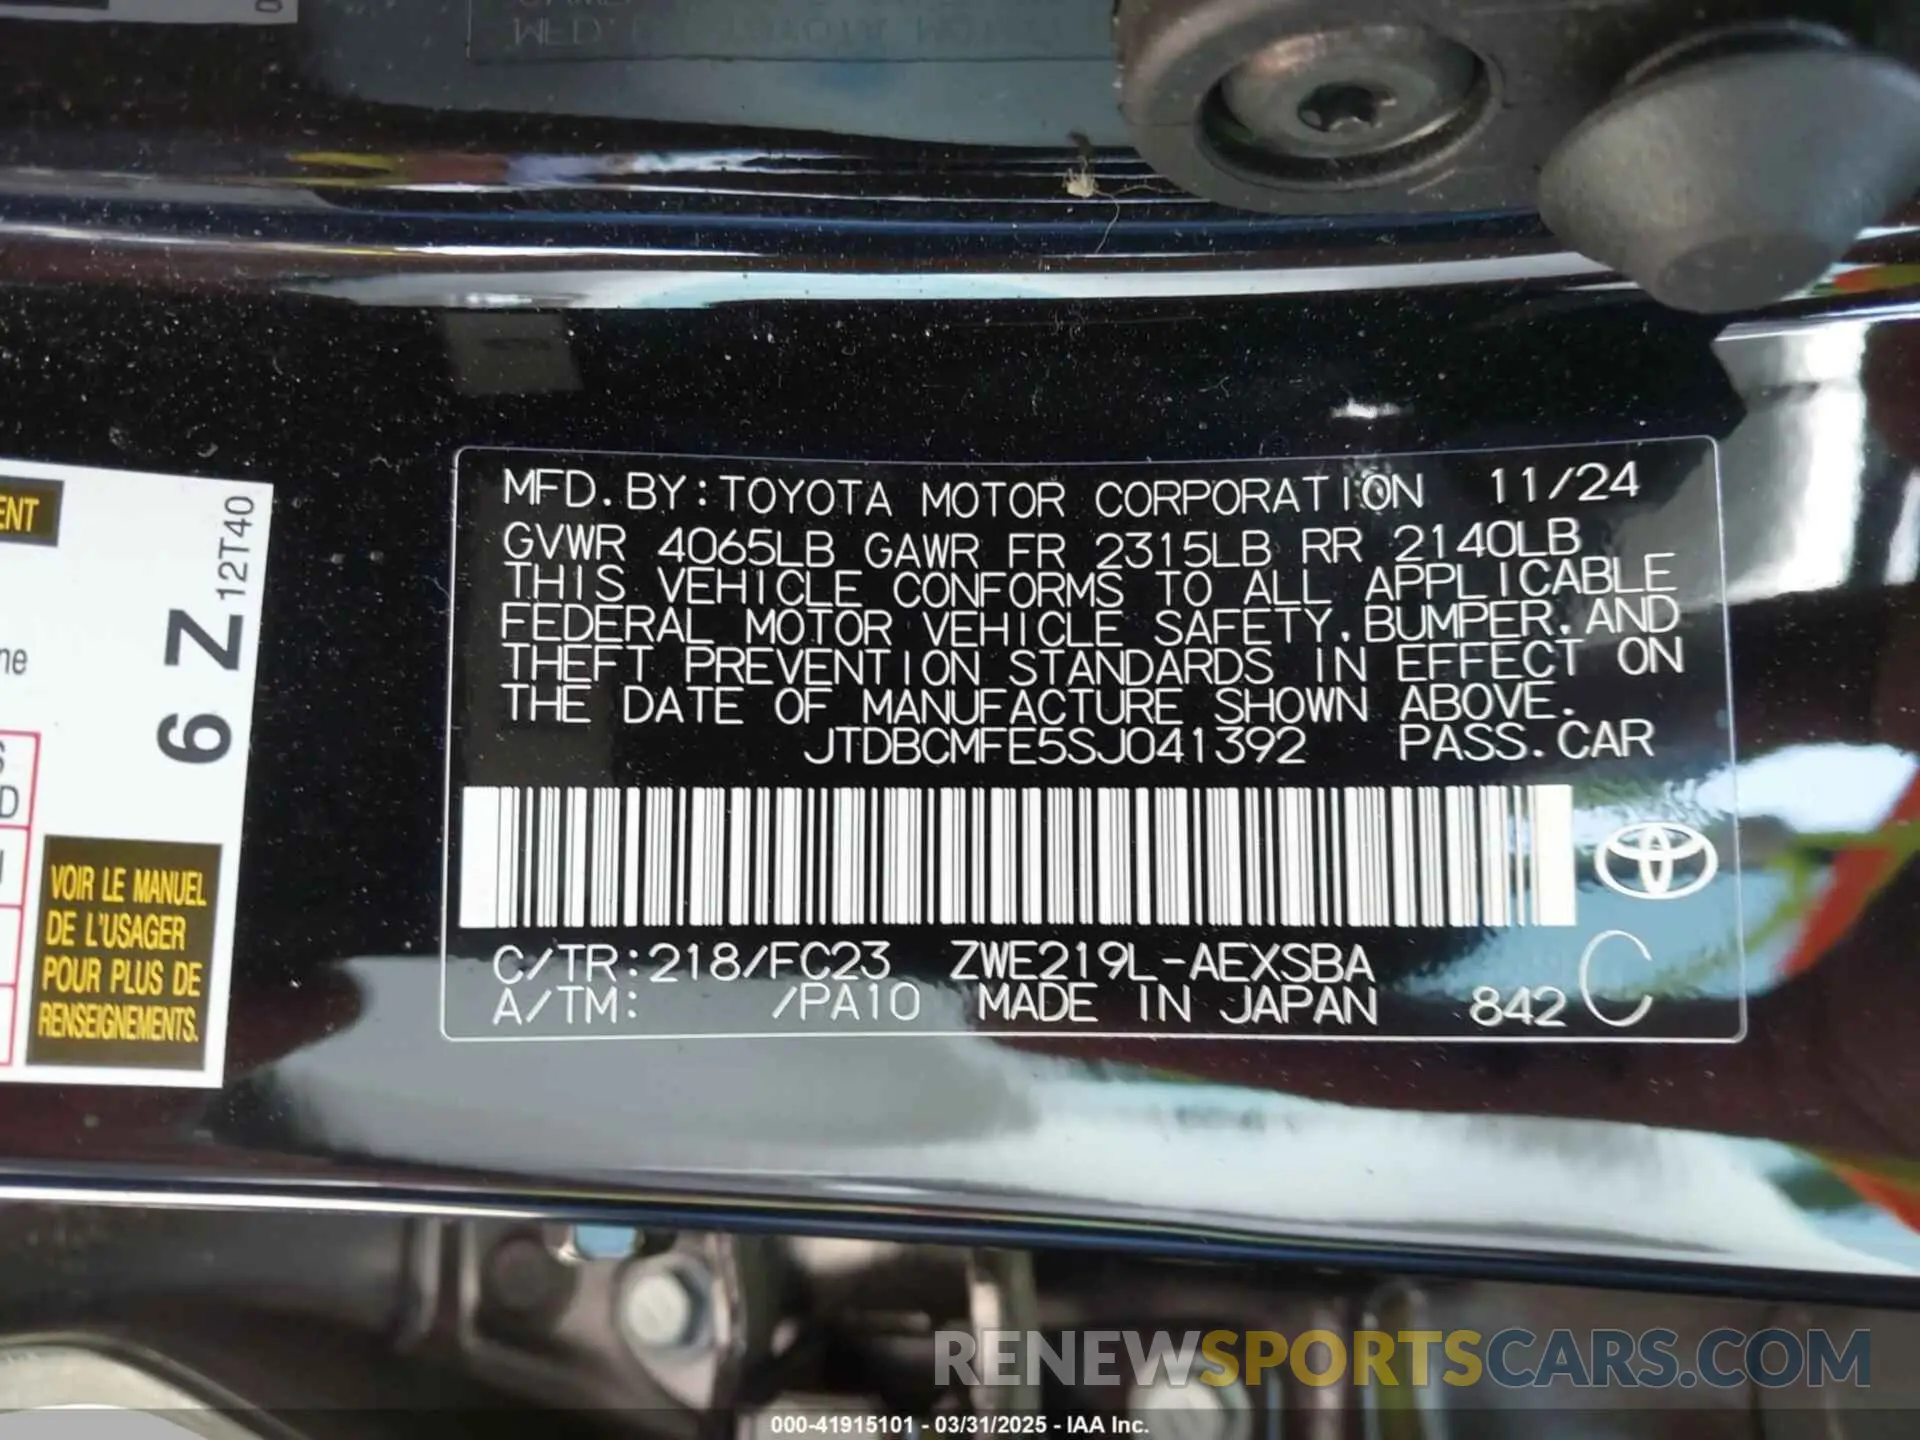 MFD.BY:TOYOTA MOTOR CORPORATION 11/24
GVWR 4065LB GAWR FR 2315LB RR 2140LB
THIS VEHICLE CONFORMS TO ALL APPLICABLE
FEDERAL MOTOR VEHICLE SAFETY,BUMPER,AND
THEFT PREVENTION STANDARDS IN EFFECT ON
THE DATE OF MANUFACTURE SHOWN ABOVE.
JTDBCMFE5SJ041392 PASS.CAR
C/TR:218/FC23 ZWE219L-AEXSBA
A/TM: /PA10 MADE IN JAPAN 842 C
6 Z 12T40
VOIR LE MANUEL
DE L'USAGER
POUR PLUS DE
RENSEIGNEMENTS.
RENEWSPORTSCARS.COM
000-41915101 - 03/31/2025 - IAA Inc.